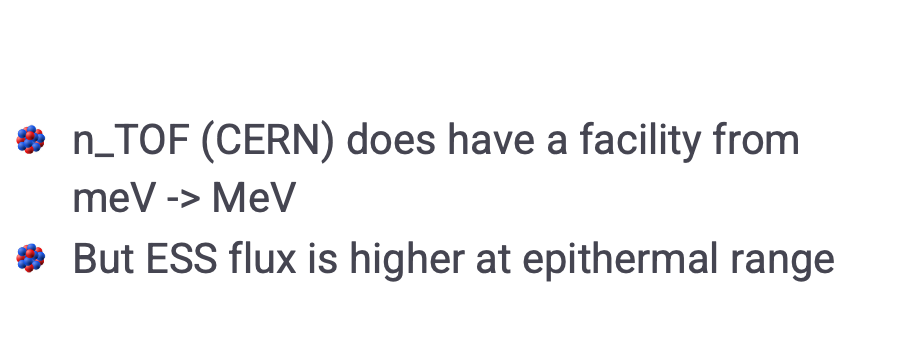 n_TOF (CERN) does have a facility from
meV -> MeV
But ESS flux is higher at epithermal range